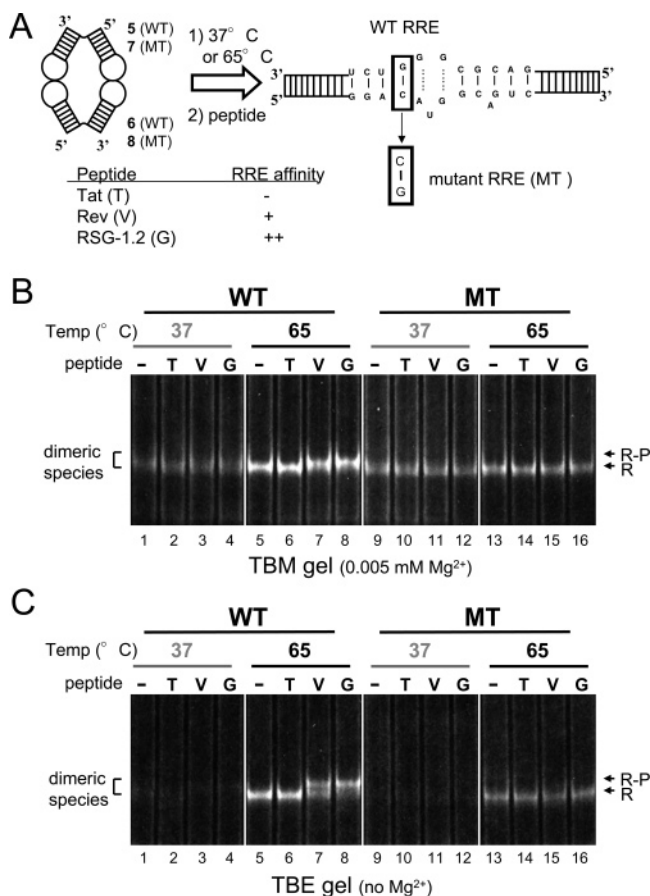 A
3' 5' 5 (WT)
7 (MT)
6 (WT)
8 (MT)
5' 3'
1) 37° C
or 65° C
2) peptide
WT RRE
3' U C U G G G C G C A G 5'
5' G G A C A U G G C G A U G U C 3'
C
G
mutant RRE (MT )
Peptide RRE affinity
Tat (T) -
Rev (V) +
RSG-1.2 (G) ++
B
WT MT
Temp (° C) 37 65 37 65
peptide – T V G – T V G – T V G – T V G
dimeric
species
R-P
R
1 2 3 4 5 6 7 8 9 10 11 12 13 14 15 16
TBM gel (0.005 mM Mg²⁺)
C
WT MT
Temp (° C) 37 65 37 65
peptide – T V G – T V G – T V G – T V G
dimeric
species
R-P
R
1 2 3 4 5 6 7 8 9 10 11 12 13 14 15 16
TBE gel (no Mg²⁺)